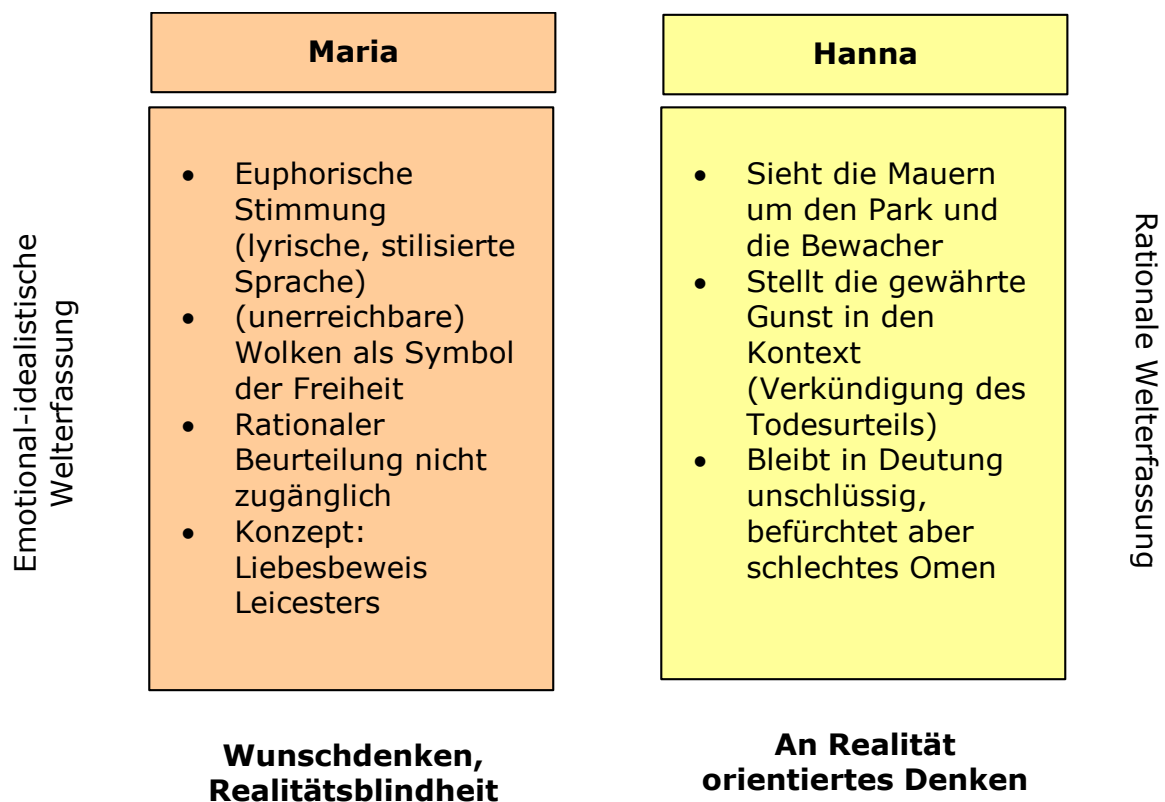 Maria
Emotional-idealistische
Welterfassung
• Euphorische
Stimmung
(lyrische, stilisierte
Sprache)
• (unerreichbare)
Wolken als Symbol
der Freiheit
• Rationaler
Beurteilung nicht
zugänglich
• Konzept:
Liebesbeweis
Leicesters
Wunschdenken,
Realitätsblindheit
Hanna
• Sieht die Mauern
um den Park und
die Bewacher
• Stellt die gewährte
Gunst in den
Kontext
(Verkündigung des
Todesurteils)
• Bleibt in Deutung
unschlüssig,
befürchtet aber
schlechtes Omen
Rationale Welterfassung
An Realität
orientiertes Denken